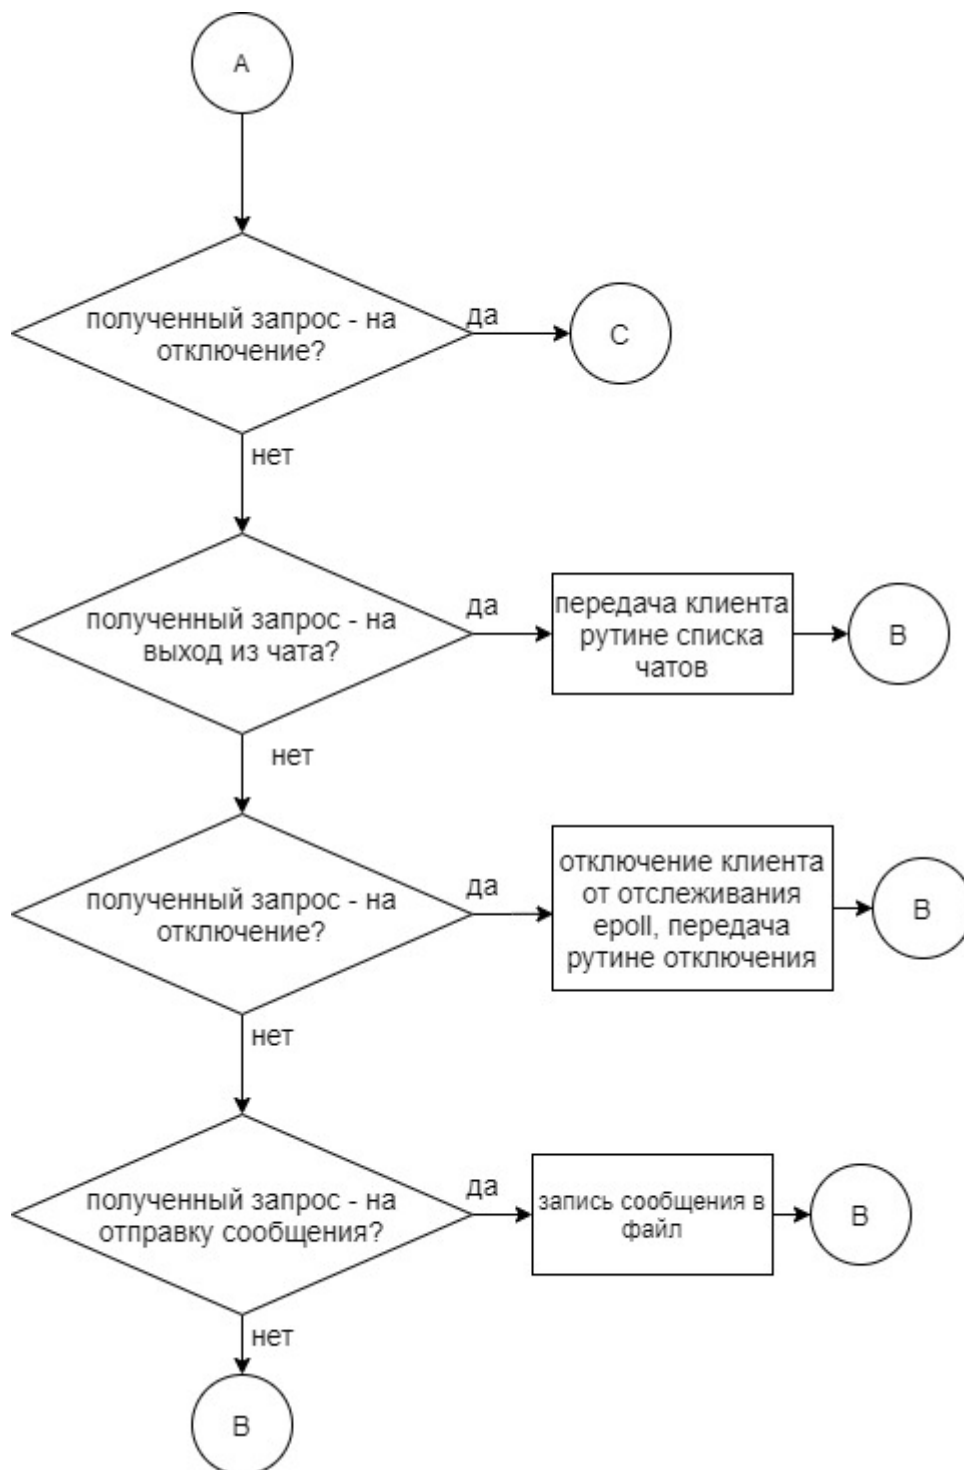 A
полученный запрос - на
отключение?
да
C
нет
полученный запрос - на
выход из чата?
да
передача клиента
рутине списка
чатов
B
нет
полученный запрос - на
отключение?
да
отключение клиента
от отслеживания
epoll, передача
рутине отключения
B
нет
полученный запрос - на
отправку сообщения?
да
запись сообщения в
файл
B
нет
B